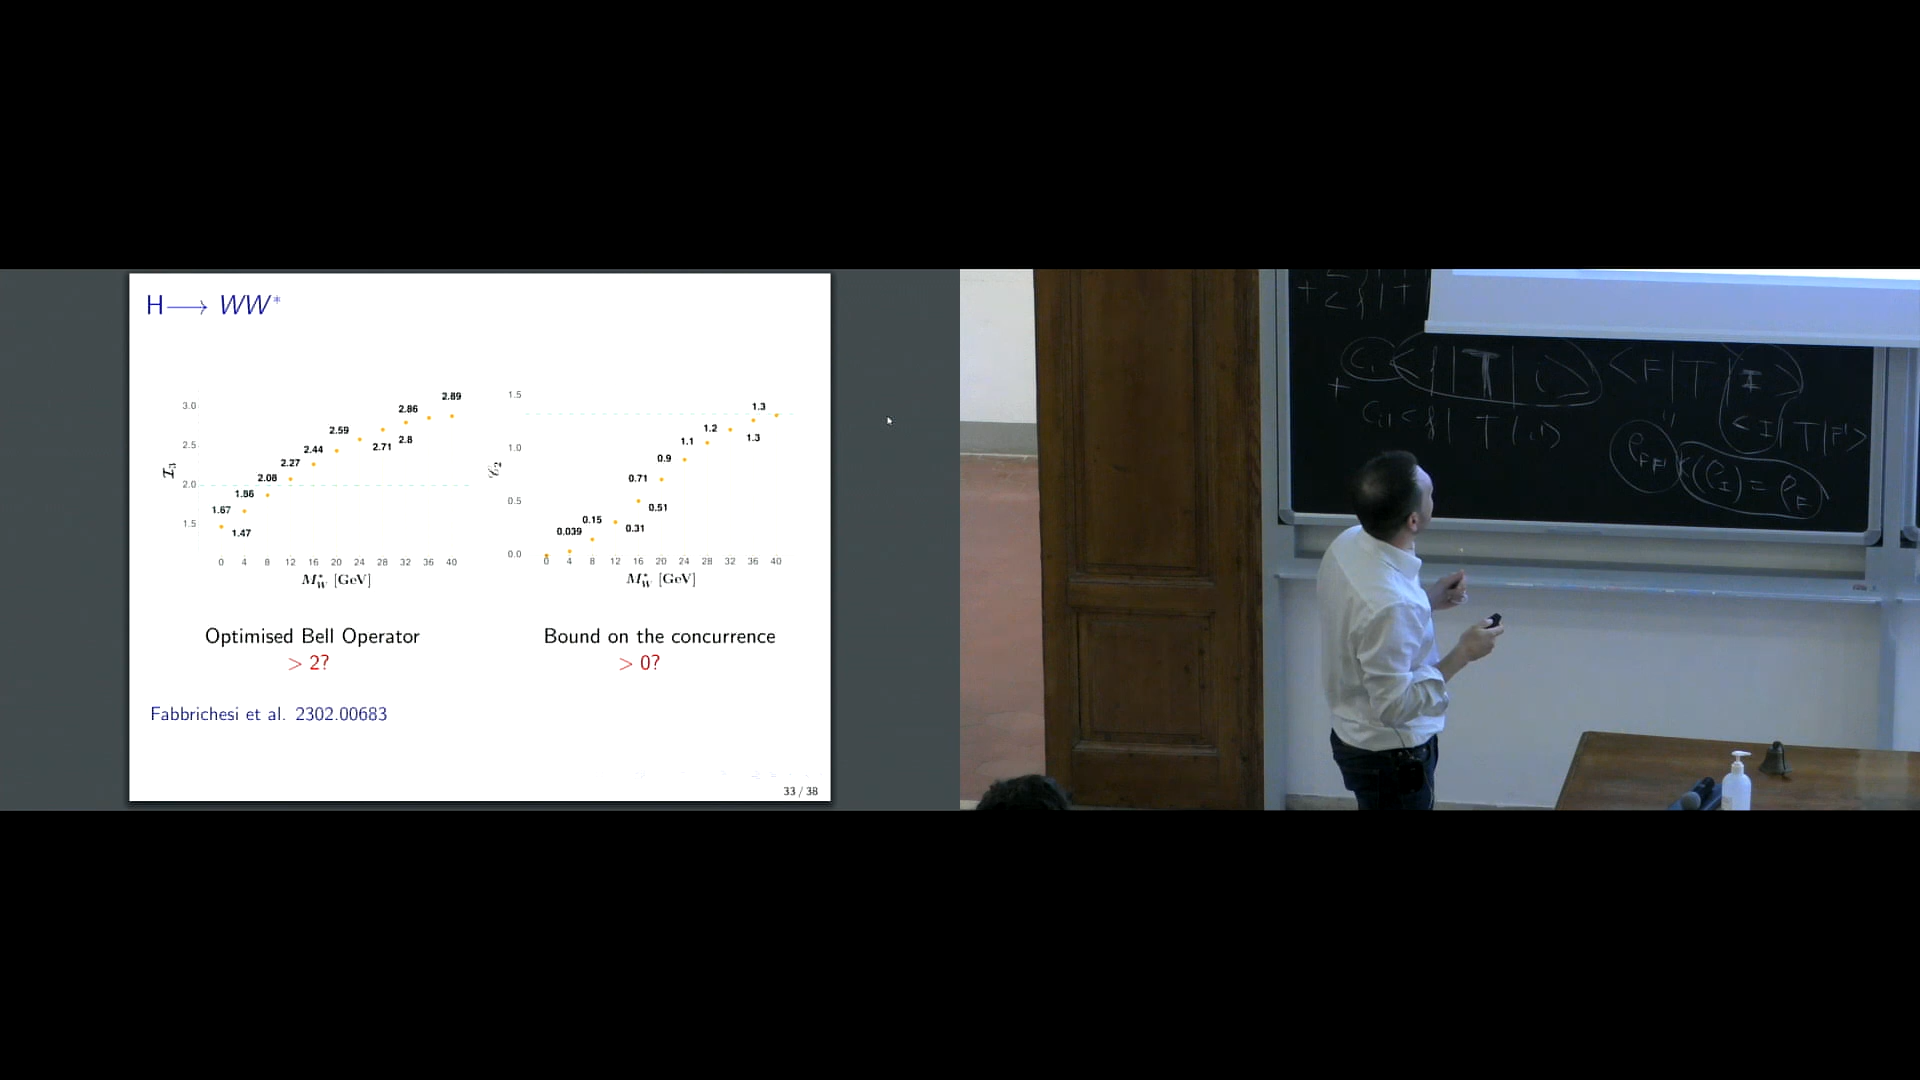 H⟶ WW*
3.0
2.5
2.0
1.5
1.67
1.47
1.86
2.08
2.27
2.44
2.59
2.71
2.8
2.86
2.89
I₃
0 4 8 12 16 20 24 28 32 36 40
M*W [GeV]
1.5
1.0
0.5
0.0
0.039
0.15
0.31
0.51
0.71
0.9
1.1
1.2
1.3
1.3
𝒞₂
0 4 8 12 16 20 24 28 32 36 40
M*W [GeV]
Optimised Bell Operator
> 2?
Bound on the concurrence
> 0?
Fabbrichesi et al. 2302.00683
33 / 38
<F|T|I>
<I|T|F'>